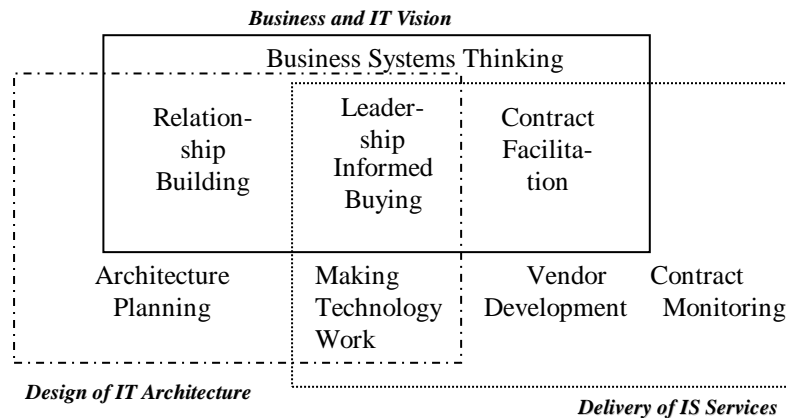 Business and IT Vision
Business Systems Thinking
Relation-
ship
Building
Leader-
ship
Informed
Buying
Contract
Facilita-
tion
Architecture
Planning
Making
Technology
Work
Vendor
Development
Contract
Monitoring
Design of IT Architecture
Delivery of IS Services